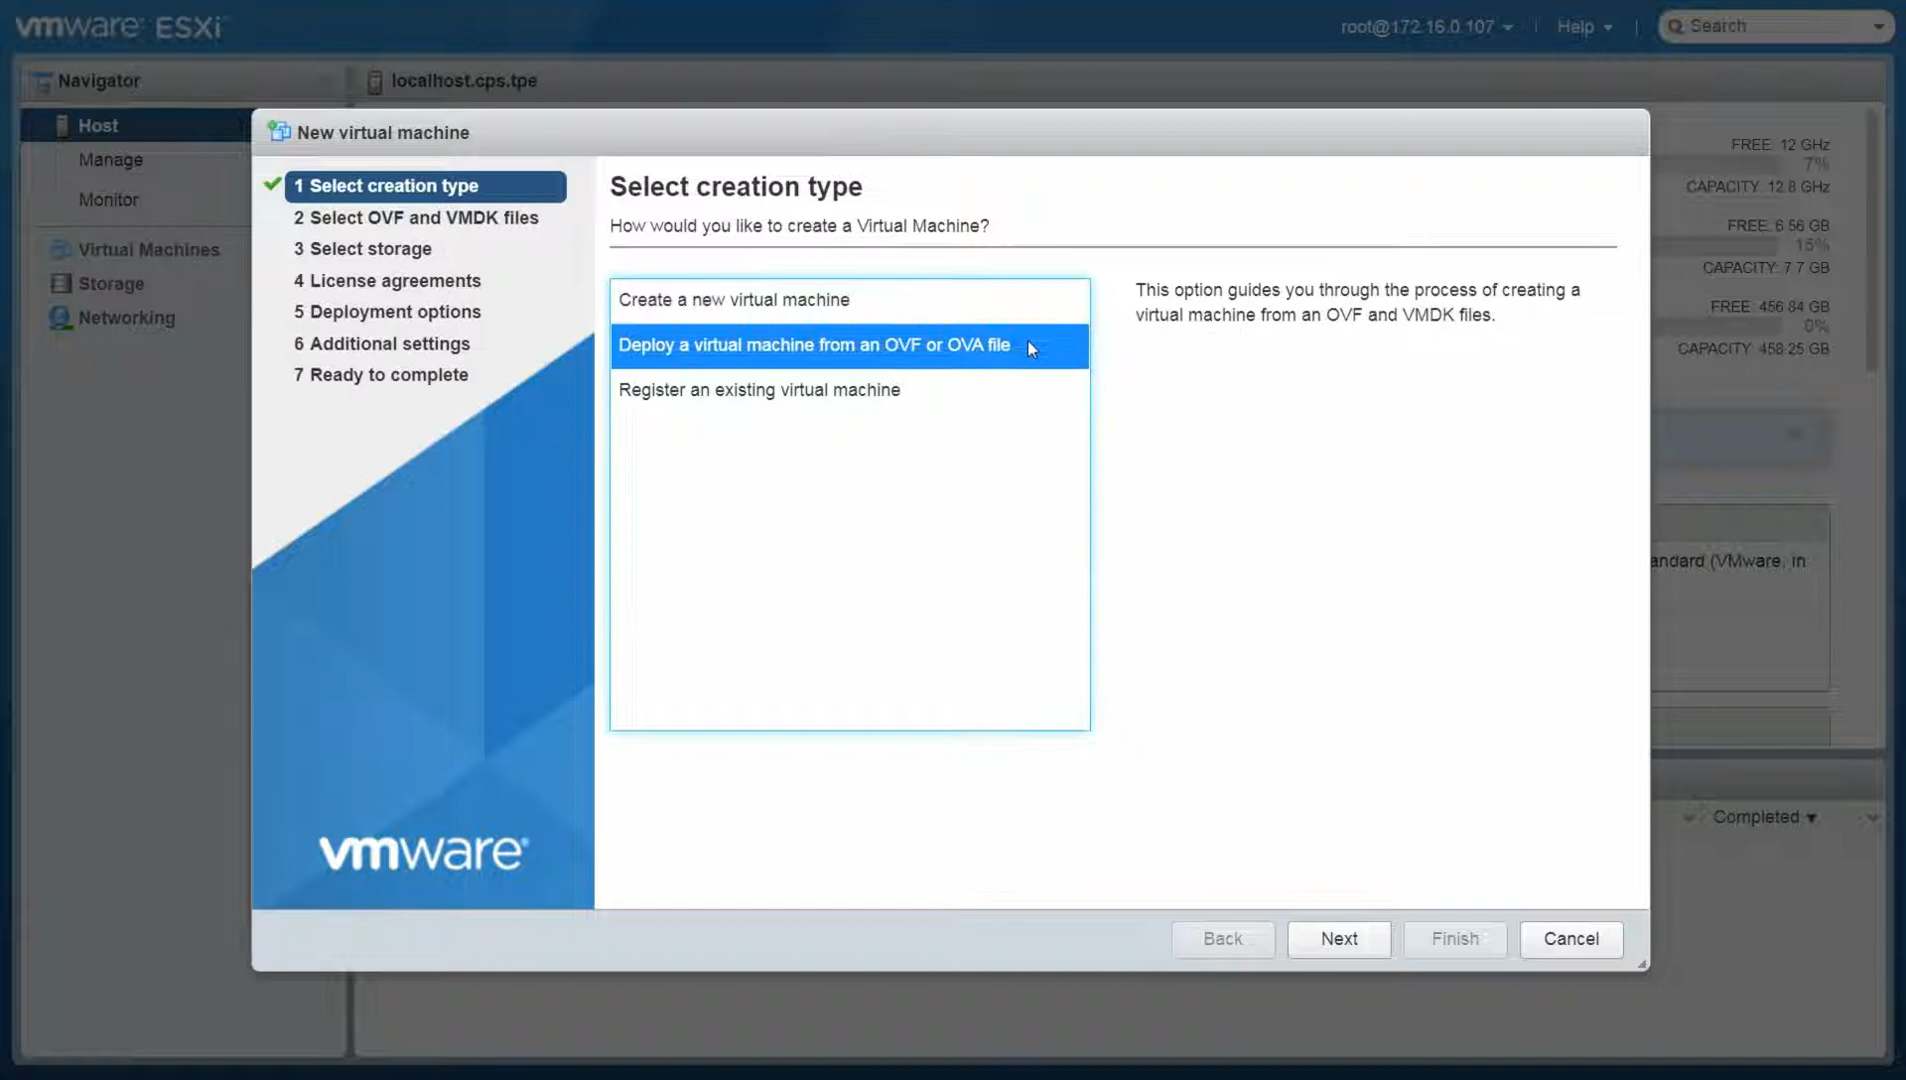 vmware ESXi
root@172.16.0.107
Help
Search
Navigator
localhost.cps.tpe
Host
Manage
Monitor
Virtual Machines
Storage
Networking
New virtual machine
1 Select creation type
2 Select OVF and VMDK files
3 Select storage
4 License agreements
5 Deployment options
6 Additional settings
7 Ready to complete
vmware
Select creation type
How would you like to create a Virtual Machine?
Create a new virtual machine
Deploy a virtual machine from an OVF or OVA file
Register an existing virtual machine
This option guides you through the process of creating a
virtual machine from an OVF and VMDK files.
Back
Next
Finish
Cancel
FREE: 12 GHz
7%
CAPACITY: 12.8 GHz
FREE: 6.56 GB
15%
CAPACITY: 7.7 GB
FREE: 456.84 GB
0%
CAPACITY: 458.25 GB
andard (VMware, in
Completed